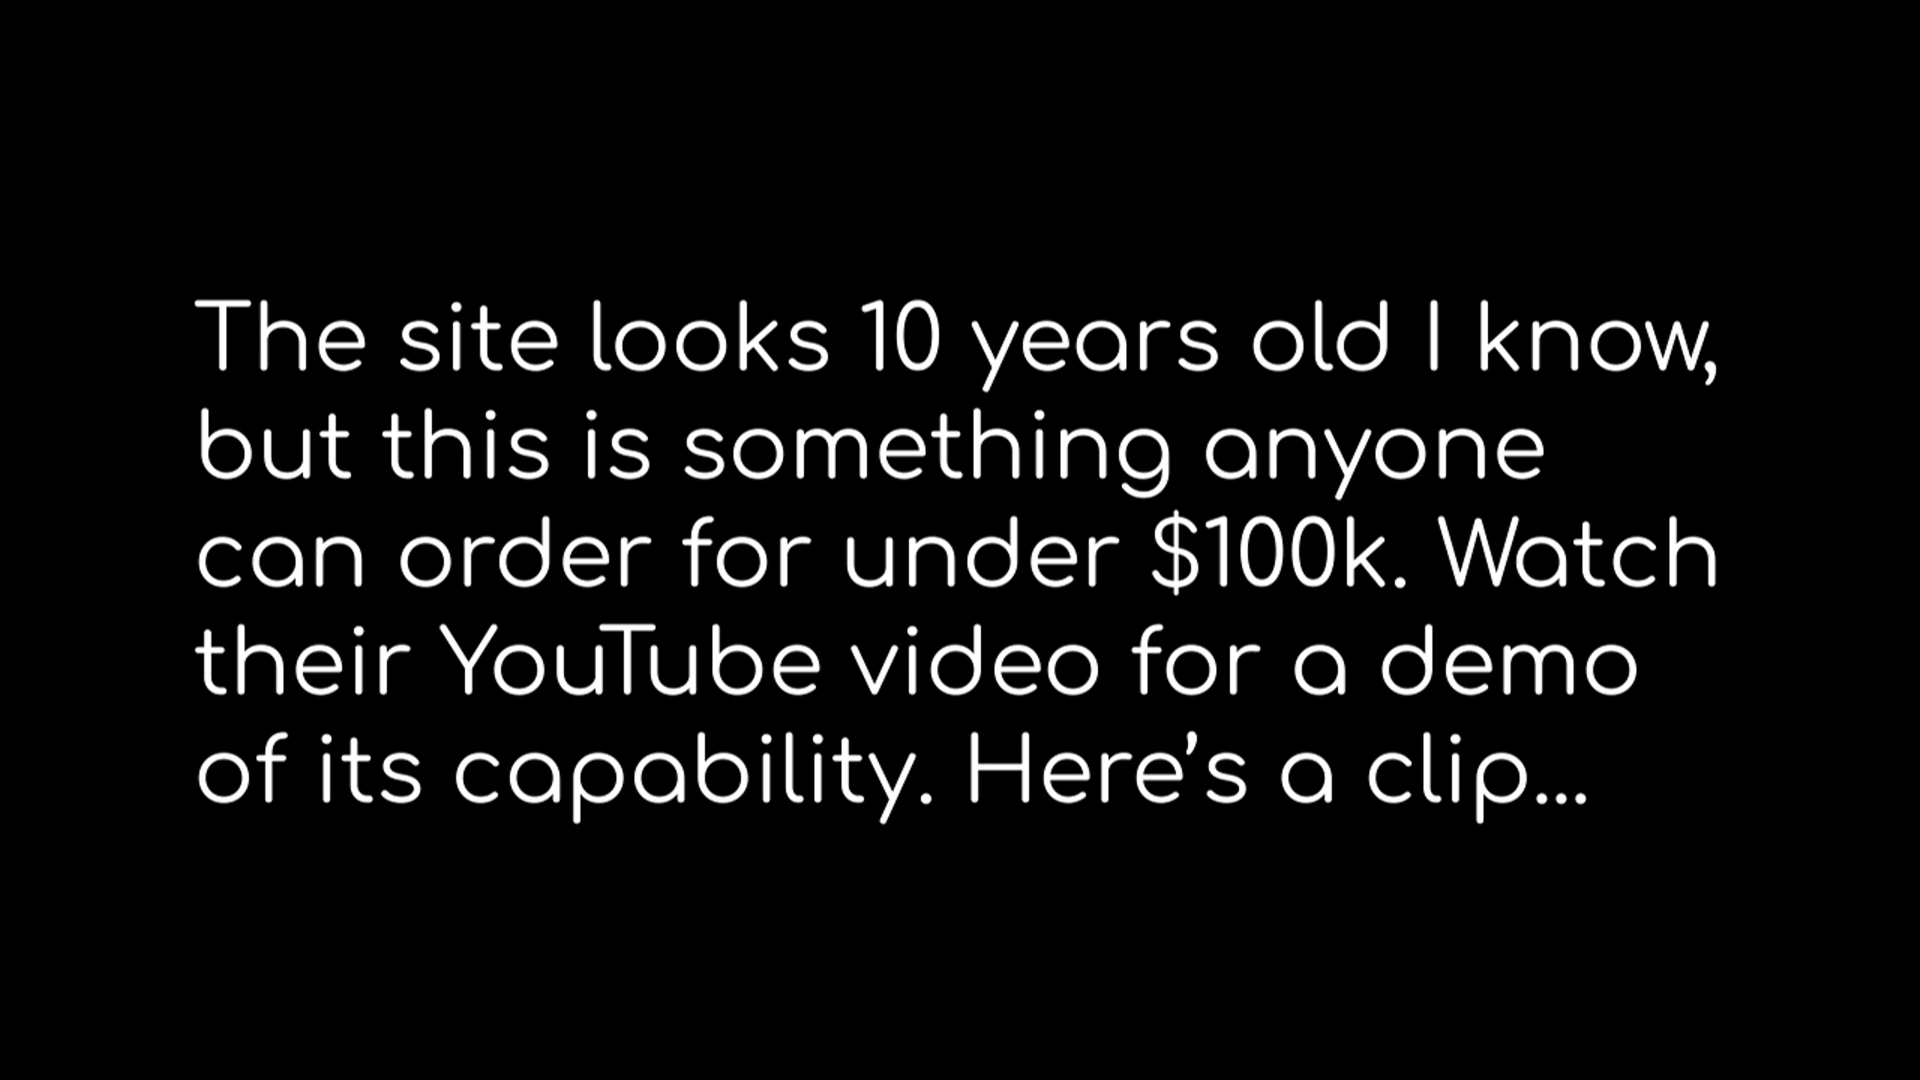 The site looks 10 years old I know,
but this is something anyone
can order for under $100k. Watch
their YouTube video for a demo
of its capability. Here’s a clip...